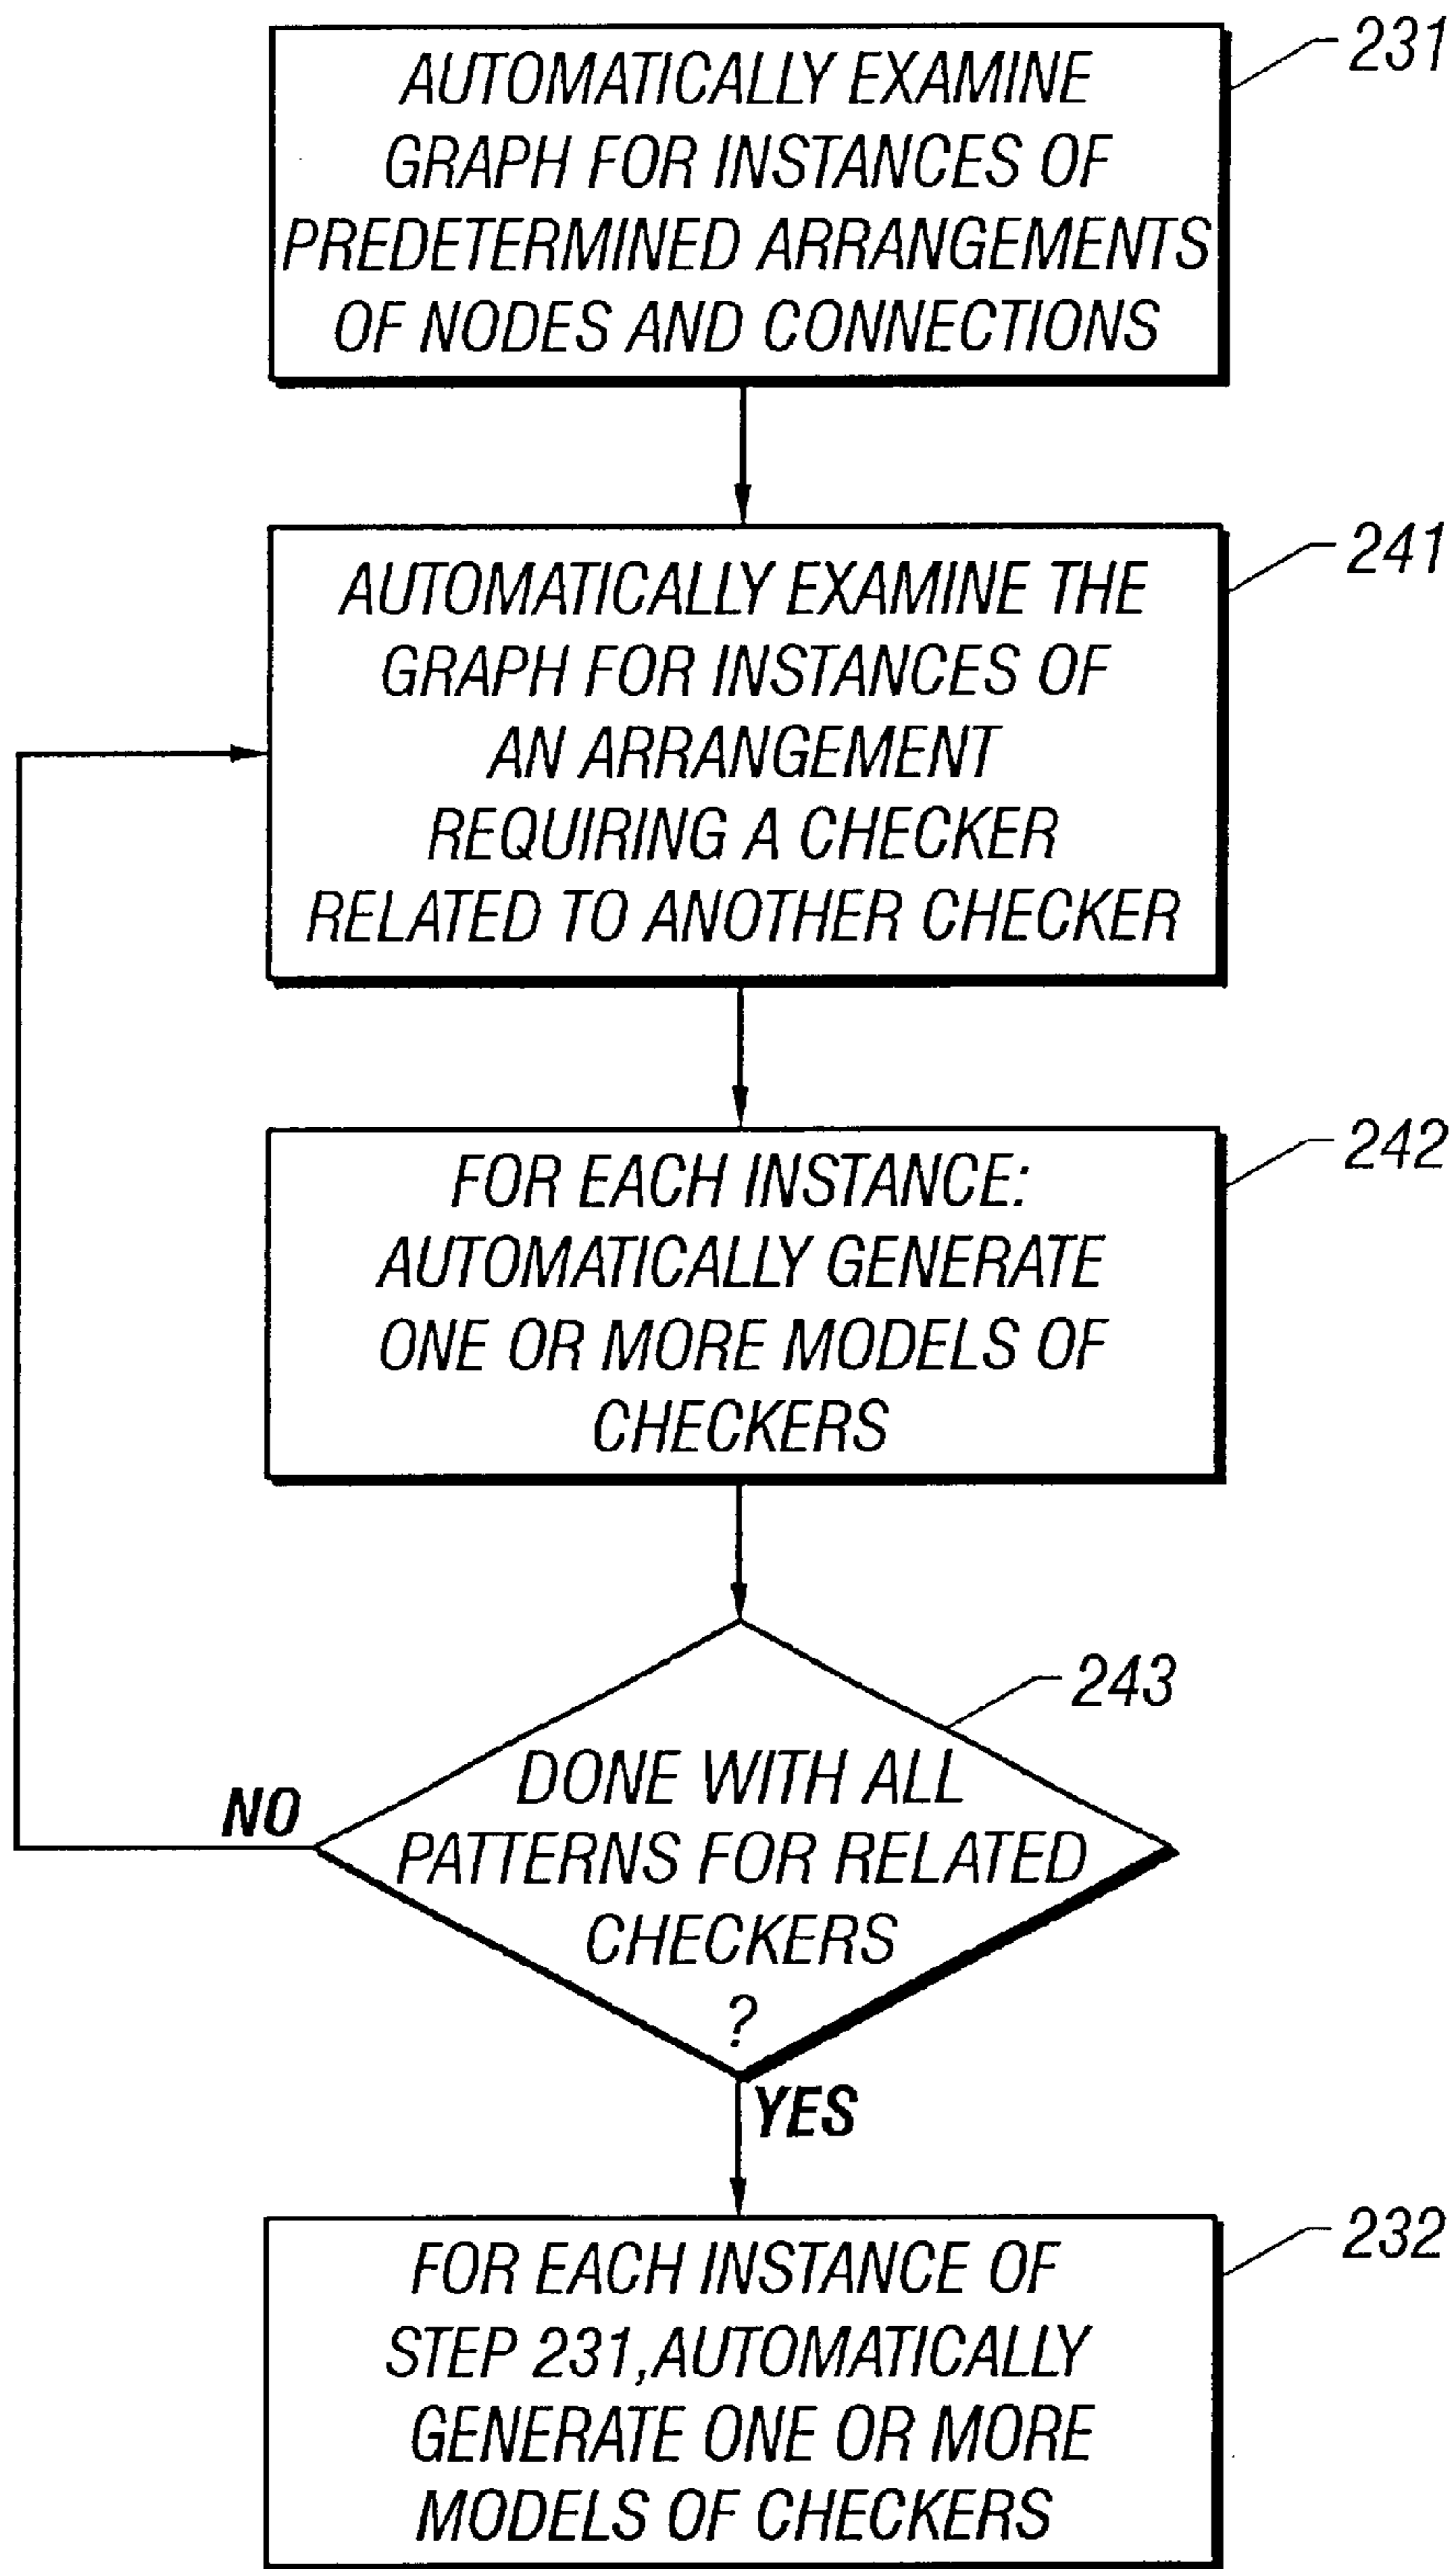 231
AUTOMATICALLY EXAMINE
GRAPH FOR INSTANCES OF
PREDETERMINED ARRANGEMENTS
OF NODES AND CONNECTIONS
241
AUTOMATICALLY EXAMINE THE
GRAPH FOR INSTANCES OF
AN ARRANGEMENT
REQUIRING A CHECKER
RELATED TO ANOTHER CHECKER
242
FOR EACH INSTANCE:
AUTOMATICALLY GENERATE
ONE OR MORE MODELS OF
CHECKERS
243
DONE WITH ALL
PATTERNS FOR RELATED
CHECKERS
?
NO
YES
232
FOR EACH INSTANCE OF
STEP 231,AUTOMATICALLY
GENERATE ONE OR MORE
MODELS OF CHECKERS